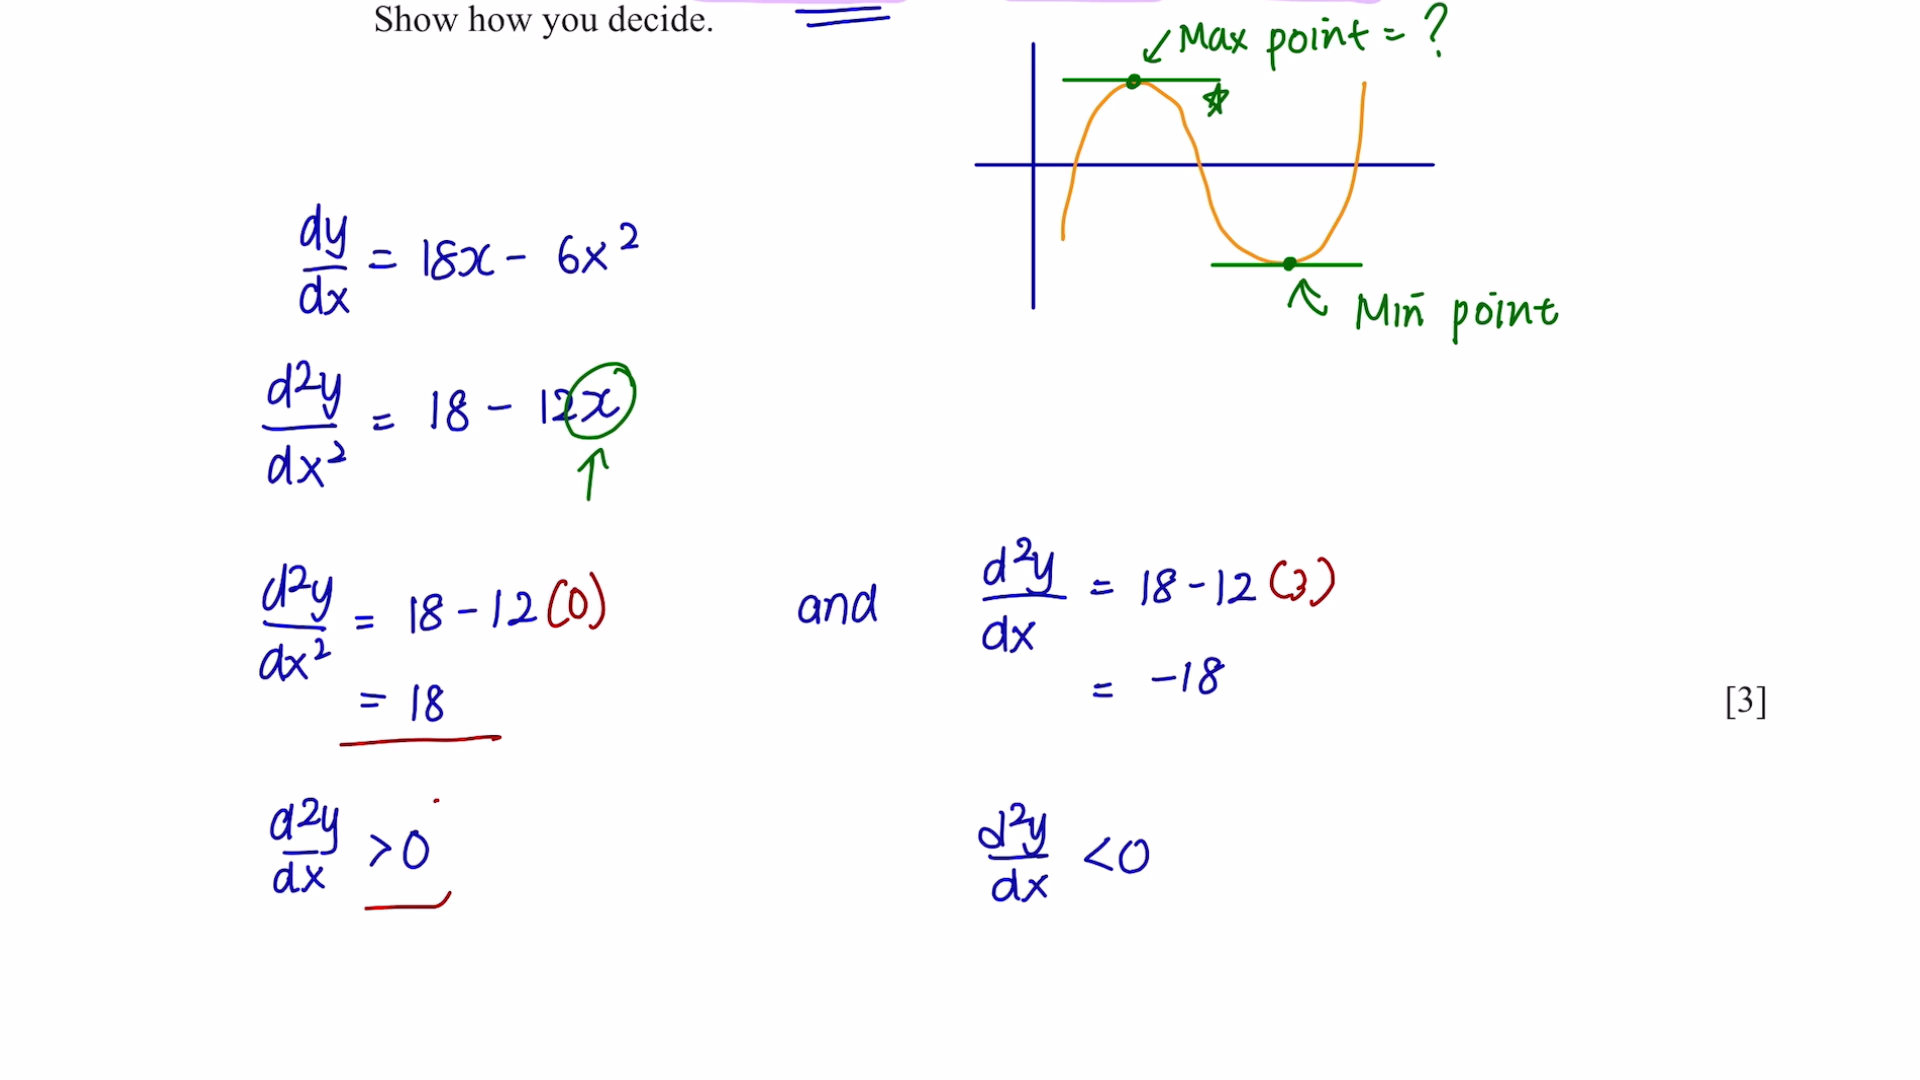 Show how you decide.
Max point = ?
dy/dx = 18x - 6x²
Min point
d²y/dx² = 18 - 12x
d²y/dx² = 18 - 12(0) and d²y/dx = 18 - 12(3)
= 18 = -18
[3]
d²y/dx > 0 d²y/dx < 0